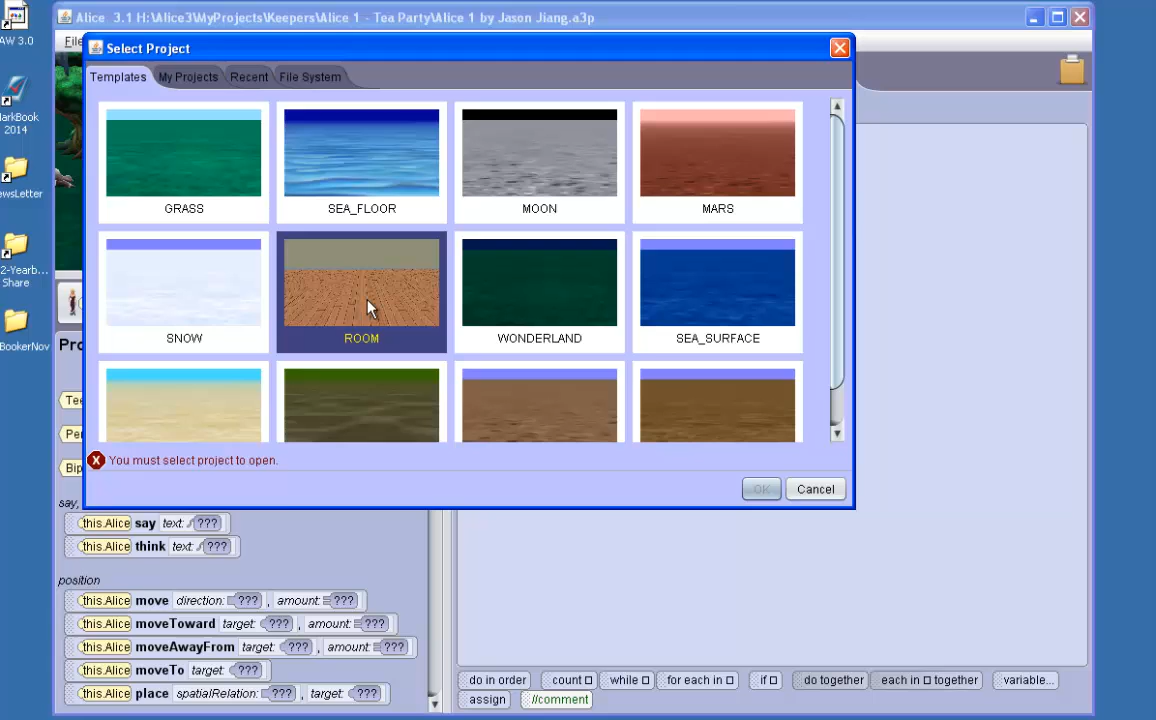 Alice 3.1 H:\Alice3\MyProjects\Keepers\Alice 1 - Tea Party\Alice 1 by Jason Jiang.a3p
AW 3.0
File
Select Project
Templates My Projects Recent File System
GRASS SEA_FLOOR MOON MARS
arkBook
2014
ewsLetter
SNOW ROOM WONDERLAND SEA_SURFACE
2-Yearb...
Share
BookerNov
Pro
Tee
Per
Bip
You must select project to open.
OK Cancel
say,
this.Alice say text: ???
this.Alice think text: ???
position
this.Alice move direction: ??? , amount: ???
this.Alice moveToward target: ??? , amount: ???
this.Alice moveAwayFrom target: ??? , amount: ???
this.Alice moveTo target: ???
this.Alice place spatialRelation: ??? , target: ???
do in order count while for each in if do together each in together variable...
assign //comment